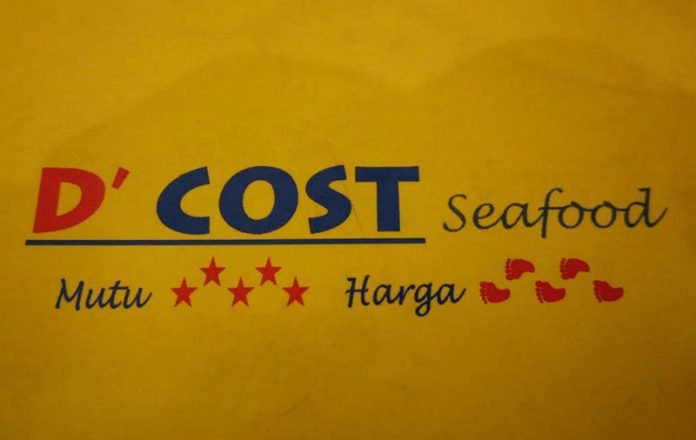 D' COST Seafood
Mutu Harga